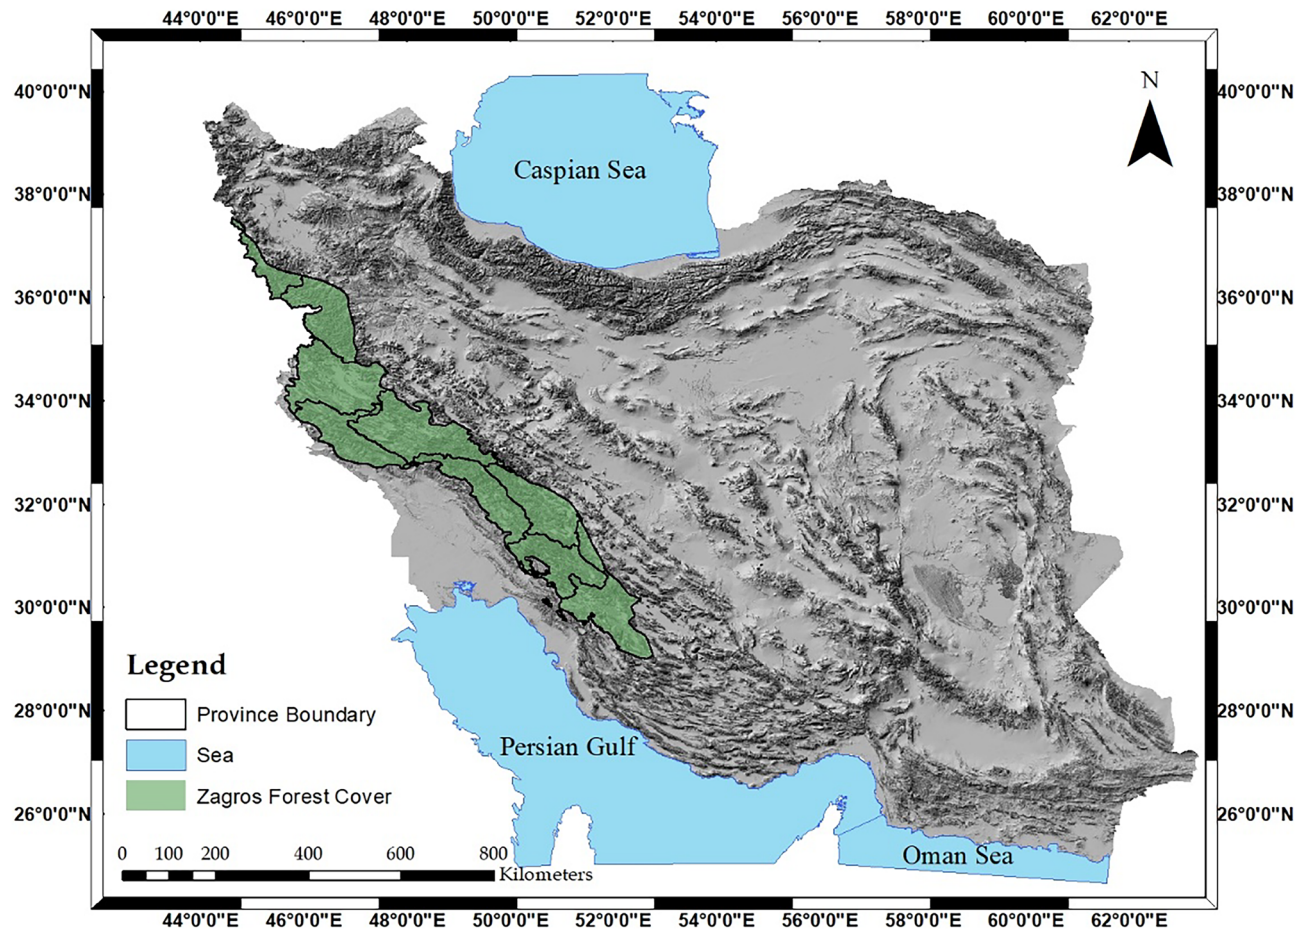 44°0'0"E 46°0'0"E 48°0'0"E 50°0'0"E 52°0'0"E 54°0'0"E 56°0'0"E 58°0'0"E 60°0'0"E 62°0'0"E
40°0'0"N 40°0'0"N
N
Caspian Sea
38°0'0"N 38°0'0"N
36°0'0"N 36°0'0"N
34°0'0"N 34°0'0"N
32°0'0"N 32°0'0"N
30°0'0"N 30°0'0"N
Legend
28°0'0"N 28°0'0"N
Province Boundary
Persian Gulf
Sea
Zagros Forest Cover
26°0'0"N 26°0'0"N
Oman Sea
0 100 200 400 600 800
Kilometers
44°0'0"E 46°0'0"E 48°0'0"E 50°0'0"E 52°0'0"E 54°0'0"E 56°0'0"E 58°0'0"E 60°0'0"E 62°0'0"E